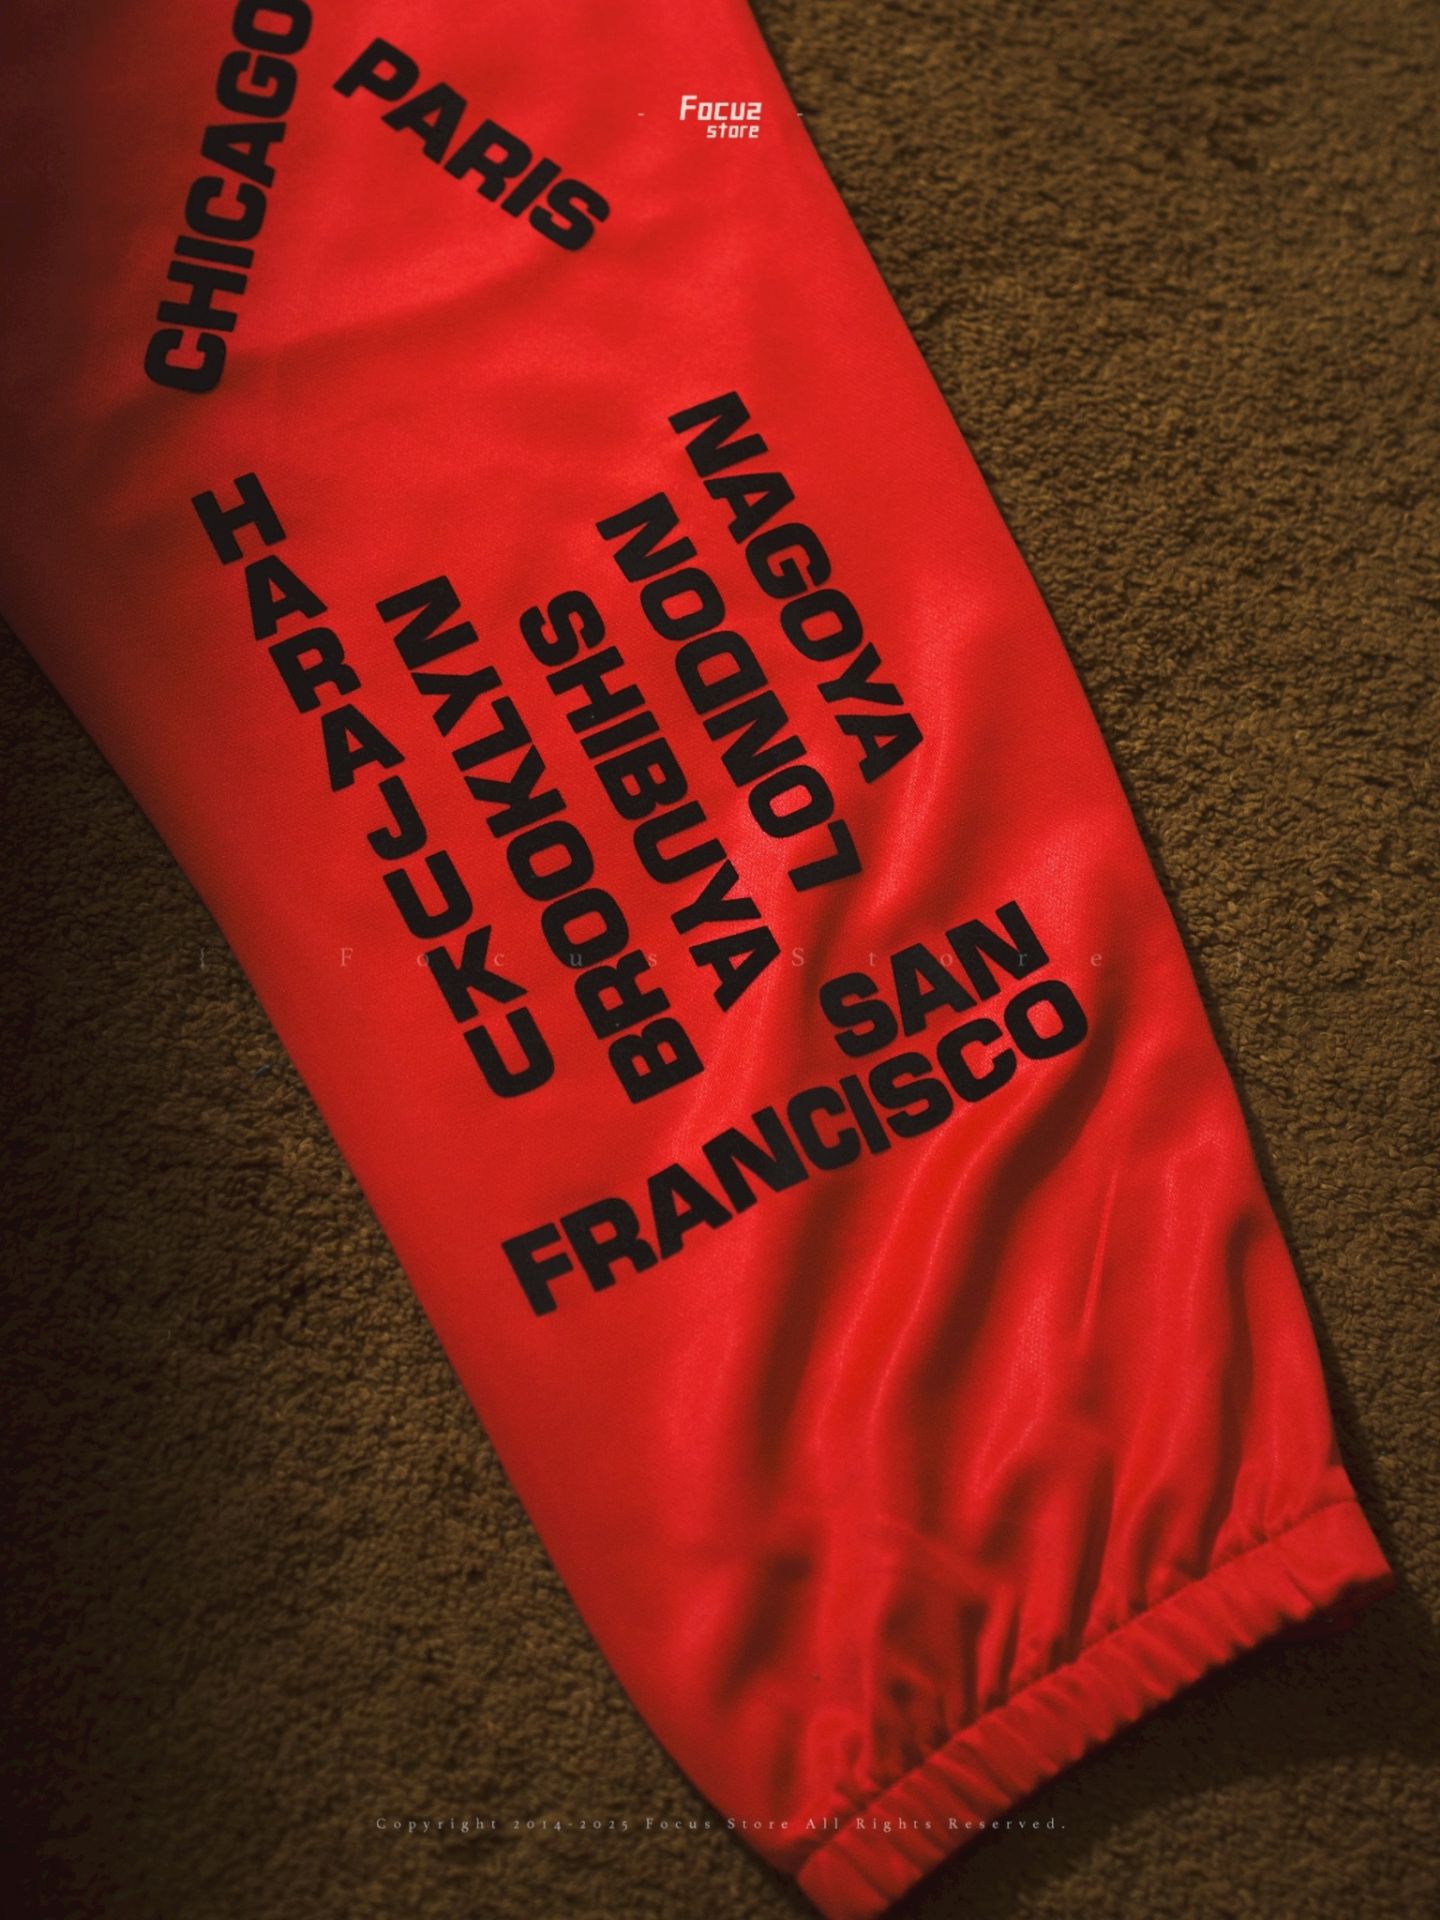 CHICAGO
PARIS
Focus
store
NAGOYA
LONDON
SHIBUYA
BROOKLYN
HARAJUKU
{ Focus Store }
SAN
FRANCISCO
Copyright 2014-2025 Focus Store All Rights Reserved.